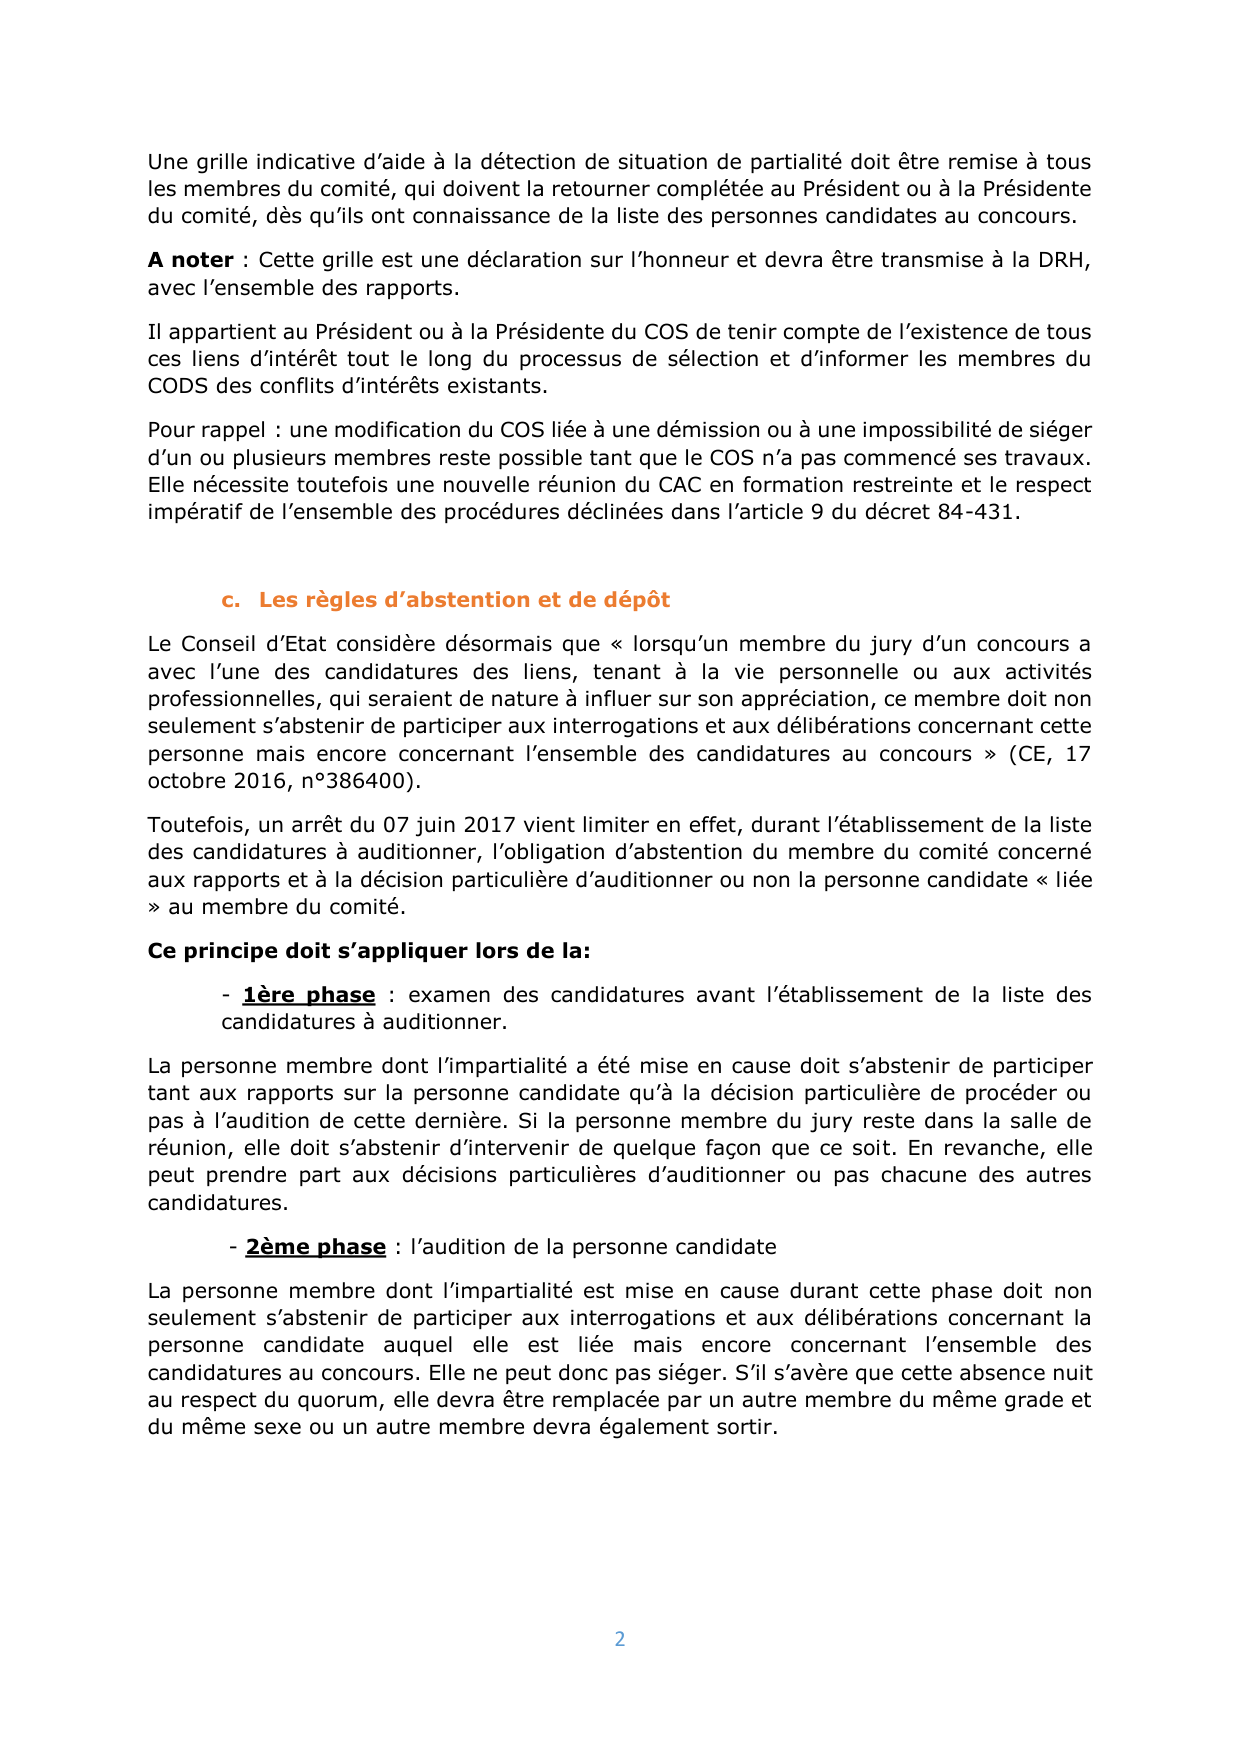 Une grille indicative d’aide à la détection de situation de partialité doit être remise à tous
les membres du comité, qui doivent la retourner complétée au Président ou à la Présidente
du comité, dès qu’ils ont connaissance de la liste des personnes candidates au concours.
A noter : Cette grille est une déclaration sur l’honneur et devra être transmise à la DRH,
avec l’ensemble des rapports.
Il appartient au Président ou à la Présidente du COS de tenir compte de l’existence de tous
ces liens d’intérêt tout le long du processus de sélection et d’informer les membres du
CODS des conflits d’intérêts existants.
Pour rappel : une modification du COS liée à une démission ou à une impossibilité de siéger
d’un ou plusieurs membres reste possible tant que le COS n’a pas commencé ses travaux.
Elle nécessite toutefois une nouvelle réunion du CAC en formation restreinte et le respect
impératif de l’ensemble des procédures déclinées dans l’article 9 du décret 84-431.
c. Les règles d’abstention et de dépôt
Le Conseil d’Etat considère désormais que « lorsqu’un membre du jury d’un concours a
avec l’une des candidatures des liens, tenant à la vie personnelle ou aux activités
professionnelles, qui seraient de nature à influer sur son appréciation, ce membre doit non
seulement s’abstenir de participer aux interrogations et aux délibérations concernant cette
personne mais encore concernant l’ensemble des candidatures au concours » (CE, 17
octobre 2016, n°386400).
Toutefois, un arrêt du 07 juin 2017 vient limiter en effet, durant l’établissement de la liste
des candidatures à auditionner, l’obligation d’abstention du membre du comité concerné
aux rapports et à la décision particulière d’auditionner ou non la personne candidate « liée
» au membre du comité.
Ce principe doit s’appliquer lors de la:
- 1ère phase : examen des candidatures avant l’établissement de la liste des
candidatures à auditionner.
La personne membre dont l’impartialité a été mise en cause doit s’abstenir de participer
tant aux rapports sur la personne candidate qu’à la décision particulière de procéder ou
pas à l’audition de cette dernière. Si la personne membre du jury reste dans la salle de
réunion, elle doit s’abstenir d’intervenir de quelque façon que ce soit. En revanche, elle
peut prendre part aux décisions particulières d’auditionner ou pas chacune des autres
candidatures.
- 2ème phase : l’audition de la personne candidate
La personne membre dont l’impartialité est mise en cause durant cette phase doit non
seulement s’abstenir de participer aux interrogations et aux délibérations concernant la
personne candidate auquel elle est liée mais encore concernant l’ensemble des
candidatures au concours. Elle ne peut donc pas siéger. S’il s’avère que cette absence nuit
au respect du quorum, elle devra être remplacée par un autre membre du même grade et
du même sexe ou un autre membre devra également sortir.
2